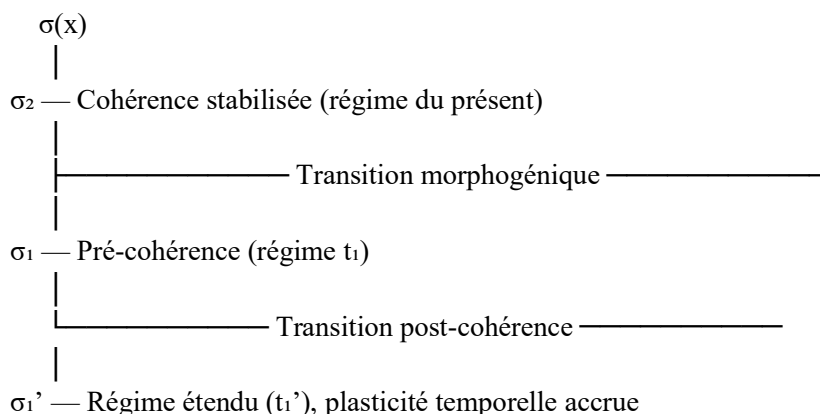 σ(x)
σ₂ — Cohérence stabilisée (régime du présent)
Transition morphogénique
σ₁ — Pré-cohérence (régime t₁)
Transition post-cohérence
σ₁’ — Régime étendu (t₁’), plasticité temporelle accrue